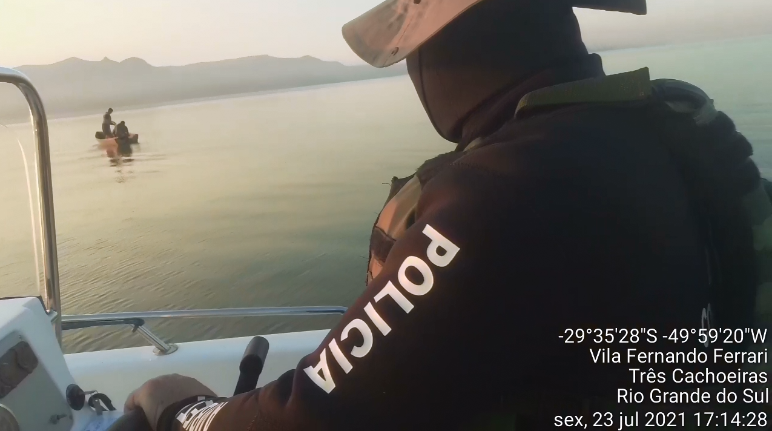 POLICIA
-29°35'28"S -49°59'20"W
Vila Fernando Ferrari
Três Cachoeiras
Rio Grande do Sul
sex, 23 jul 2021 17:14:28